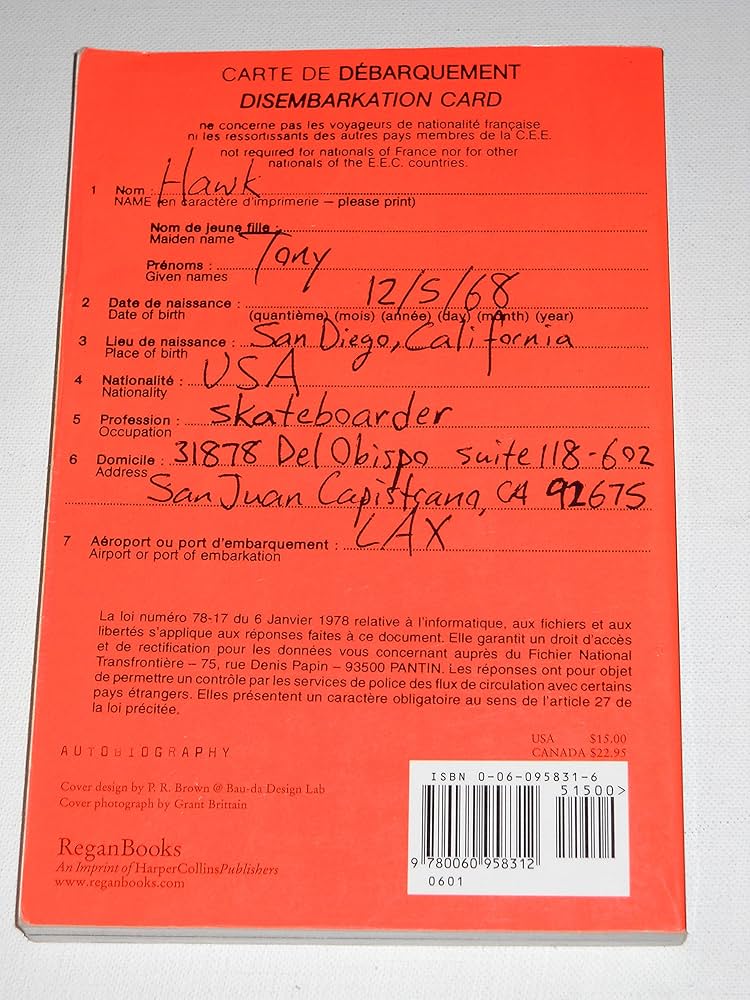 CARTE DE DÉBARQUEMENT
DISEMBARKATION CARD
ne concerne pas les voyageurs de nationalité française
ni les ressortissants des autres pays membres de la C.E.E.
not required for nationals of France nor for other
nationals of the E.E.C. countries.
1 Nom : Hawk
NAME (en caractère d'imprimerie – please print)
Nom de jeune fille :
Maiden name
Prénoms : Tony
Given names
2 Date de naissance : 12/5/68
Date of birth (quantième) (mois) (année) (day) (month) (year)
3 Lieu de naissance : San Diego, California
Place of birth
4 Nationalité : USA
Nationality
5 Profession : skateboarder
Occupation
6 Domicile : 31878 Del Obispo suite 118-602
Address
San Juan Capistrano, CA 92675
7 Aéroport ou port d'embarquement : LAX
Airport or port of embarkation
La loi numéro 78-17 du 6 Janvier 1978 relative à l'informatique, aux fichiers et aux
libertés s'applique aux réponses faites à ce document. Elle garantit un droit d'accès
et de rectification pour les données vous concernant auprès du Fichier National
Transfrontière – 75, rue Denis Papin – 93500 PANTIN. Les réponses ont pour objet
de permettre un contrôle par les services de police des flux de circulation avec certains
pays étrangers. Elles présentent un caractère obligatoire au sens de l'article 27 de
la loi précitée.
AUTOBIOGRAPHY
USA $15.00
CANADA $22.95
Cover design by P. R. Brown @ Bau-da Design Lab
Cover photograph by Grant Brittain
ISBN 0-06-095831-6
51500>
9 780060 958312
0601
ReganBooks
An Imprint of HarperCollinsPublishers
www.reganbooks.com